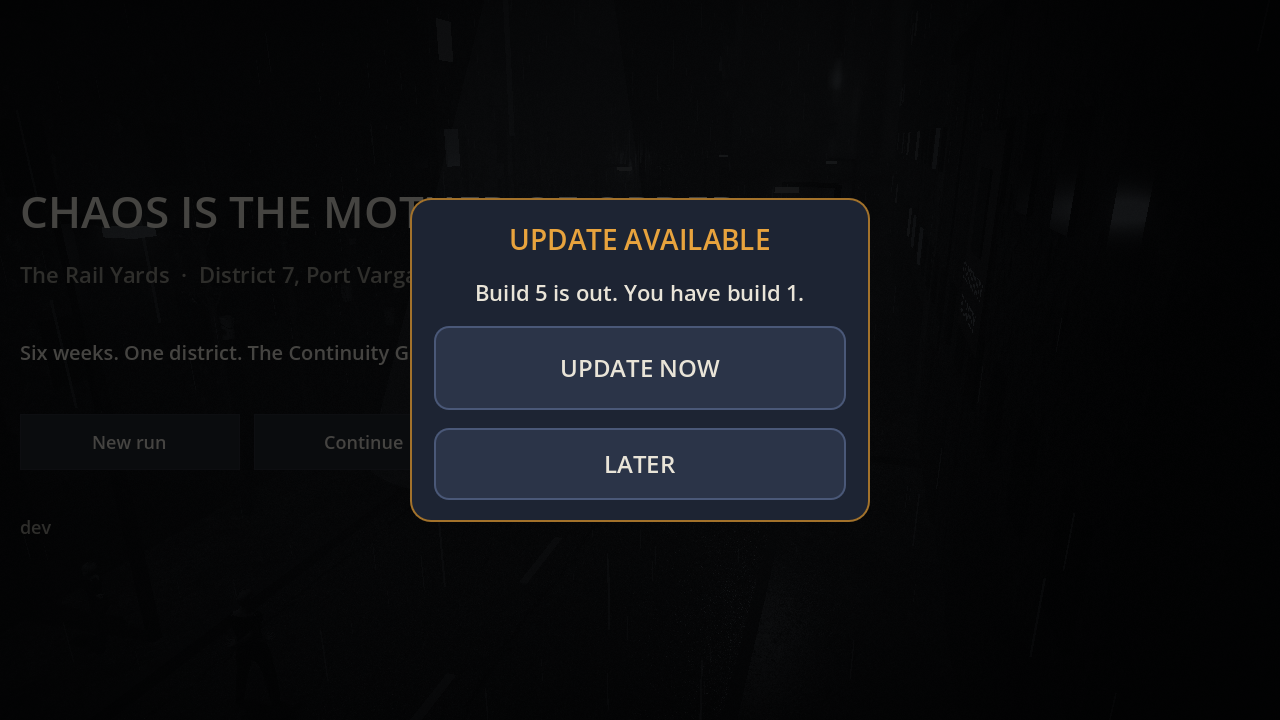 CHAOS IS THE MOT
The Rail Yards · District 7, Port Varga
Six weeks. One district. The Continuity G
New run
Continue
dev
UPDATE AVAILABLE
Build 5 is out. You have build 1.
UPDATE NOW
LATER